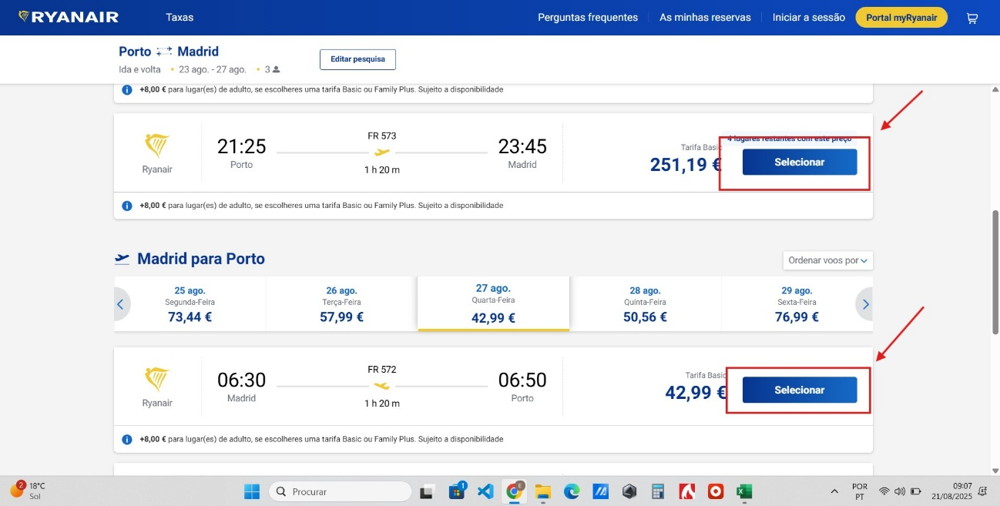 RYANAIR Taxas Perguntas frequentes As minhas reservas Iniciar a sessão Portal myRyanair
Porto Madrid
Editar pesquisa
Ida e volta • 23 ago. - 27 ago. • 3
+8,00 € para lugar(es) de adulto, se escolheres uma tarifa Basic ou Family Plus. Sujeito a disponibilidade
4 lugares restantes com este preço
FR 573
Tarifa Basic
21:25 23:45
251,19 € Selecionar
Ryanair Porto Madrid
1 h 20 m
+8,00 € para lugar(es) de adulto, se escolheres uma tarifa Basic ou Family Plus. Sujeito a disponibilidade
Madrid para Porto Ordenar voos por
25 ago. 26 ago. 27 ago. 28 ago. 29 ago.
Segunda-Feira Terça-Feira Quarta-Feira Quinta-Feira Sexta-Feira
73,44 € 57,99 € 42,99 € 50,56 € 76,99 €
FR 572
Tarifa Basic
06:30 06:50
42,99 € Selecionar
Ryanair Madrid Porto
1 h 20 m
+8,00 € para lugar(es) de adulto, se escolheres uma tarifa Basic ou Family Plus. Sujeito a disponibilidade
2 18°C
Sol
Procurar
1
E
POR
PT
09:07
21/08/2025